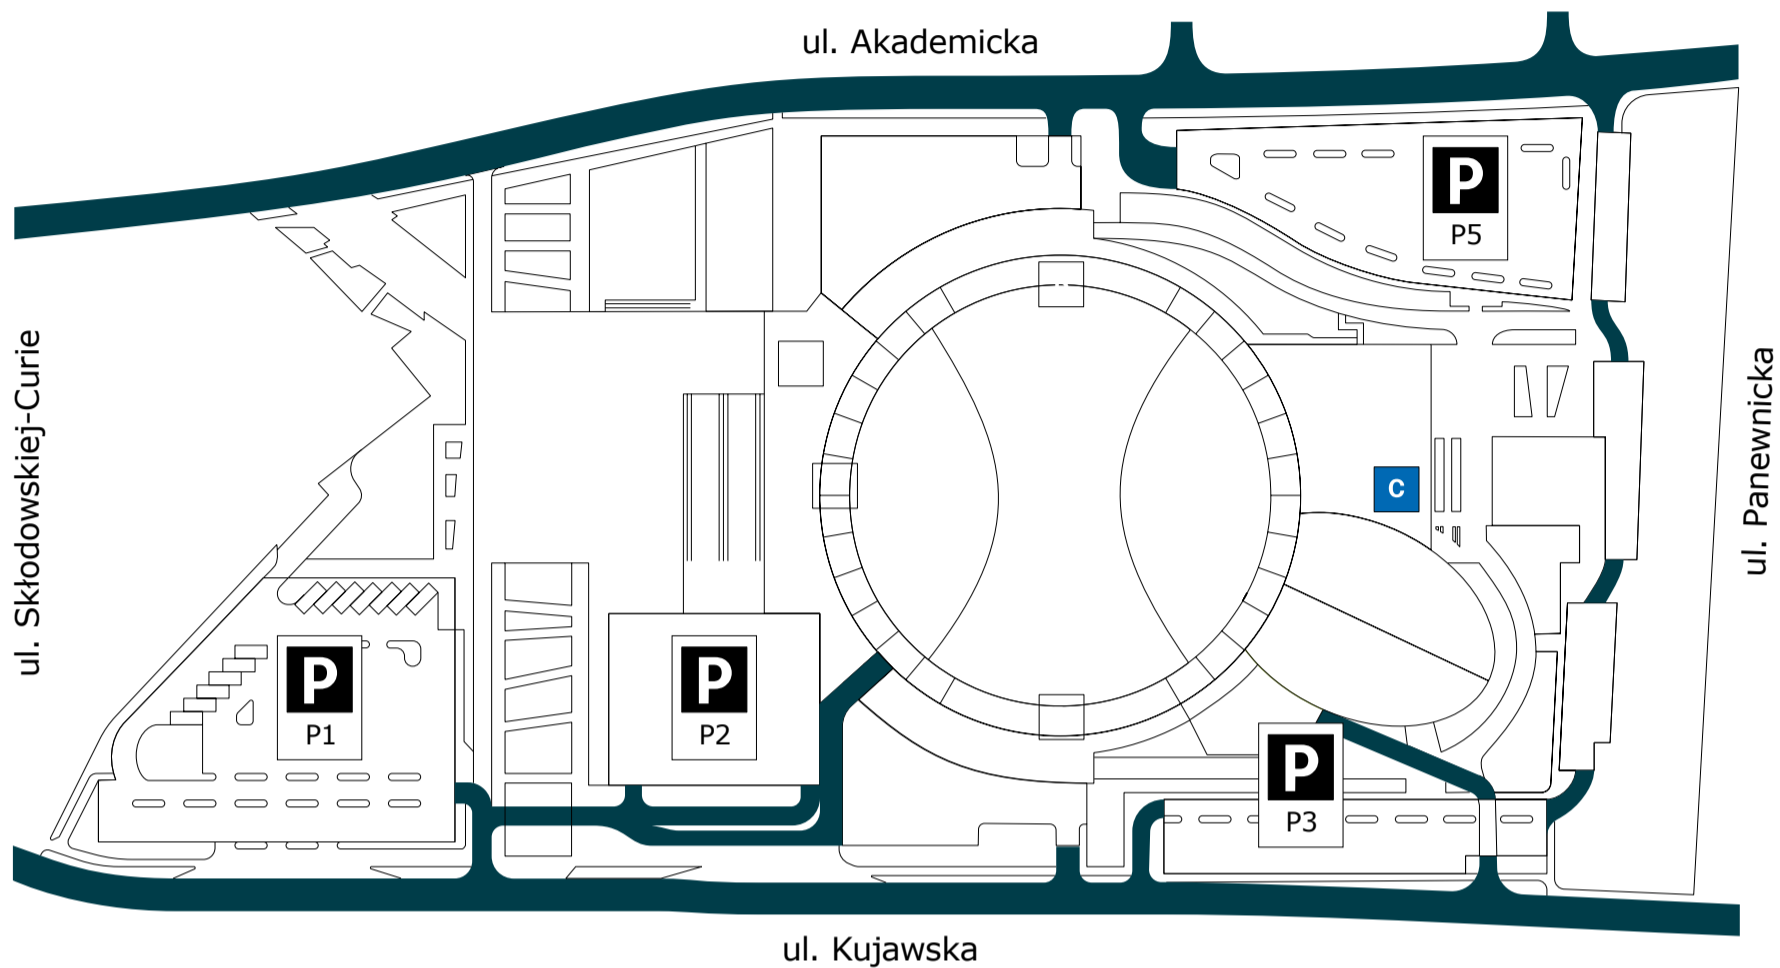 ul. Akademicka
P
P5
ul. Skłodowskiej-Curie
ul. Panewnicka
C
P
P1
P
P2
P
P3
ul. Kujawska